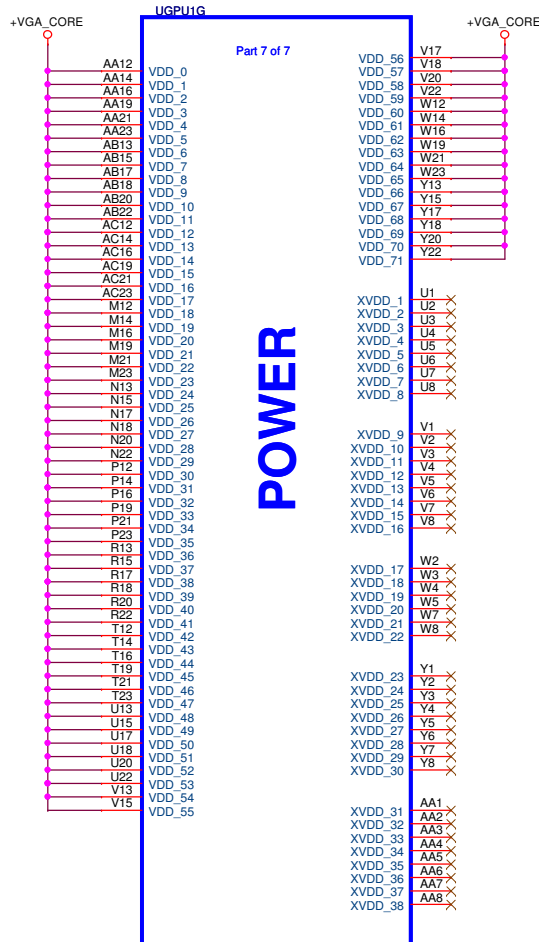 UGPU1G
+VGA_CORE
+VGA_CORE
Part 7 of 7
POWER
AA12 VDD_0
AA14 VDD_1
AA16 VDD_2
AA19 VDD_3
AA21 VDD_4
AA23 VDD_5
AB13 VDD_6
AB15 VDD_7
AB17 VDD_8
AB18 VDD_9
AB20 VDD_10
AB22 VDD_11
AC12 VDD_12
AC14 VDD_13
AC16 VDD_14
AC19 VDD_15
AC21 VDD_16
AC23 VDD_17
M12 VDD_18
M14 VDD_19
M16 VDD_20
M19 VDD_21
M21 VDD_22
M23 VDD_23
N13 VDD_24
N15 VDD_25
N17 VDD_26
N18 VDD_27
N20 VDD_28
N22 VDD_29
P12 VDD_30
P14 VDD_31
P16 VDD_32
P19 VDD_33
P21 VDD_34
P23 VDD_35
R13 VDD_36
R15 VDD_37
R17 VDD_38
R18 VDD_39
R20 VDD_40
R22 VDD_41
T12 VDD_42
T14 VDD_43
T16 VDD_44
T19 VDD_45
T21 VDD_46
T23 VDD_47
U13 VDD_48
U15 VDD_49
U17 VDD_50
U18 VDD_51
U20 VDD_52
U22 VDD_53
V13 VDD_54
V15 VDD_55
VDD_56 V17
VDD_57 V18
VDD_58 V20
VDD_59 V22
VDD_60 W12
VDD_61 W14
VDD_62 W16
VDD_63 W19
VDD_64 W21
VDD_65 W23
VDD_66 Y13
VDD_67 Y15
VDD_68 Y17
VDD_69 Y18
VDD_70 Y20
VDD_71 Y22
XVDD_1 U1
XVDD_2 U2
XVDD_3 U3
XVDD_4 U4
XVDD_5 U5
XVDD_6 U6
XVDD_7 U7
XVDD_8 U8
XVDD_9 V1
XVDD_10 V2
XVDD_11 V3
XVDD_12 V4
XVDD_13 V5
XVDD_14 V6
XVDD_15 V7
XVDD_16 V8
XVDD_17 W2
XVDD_18 W3
XVDD_19 W4
XVDD_20 W5
XVDD_21 W7
XVDD_22 W8
XVDD_23 Y1
XVDD_24 Y2
XVDD_25 Y3
XVDD_26 Y4
XVDD_27 Y5
XVDD_28 Y6
XVDD_29 Y7
XVDD_30 Y8
XVDD_31 AA1
XVDD_32 AA2
XVDD_33 AA3
XVDD_34 AA4
XVDD_35 AA5
XVDD_36 AA6
XVDD_37 AA7
XVDD_38 AA8